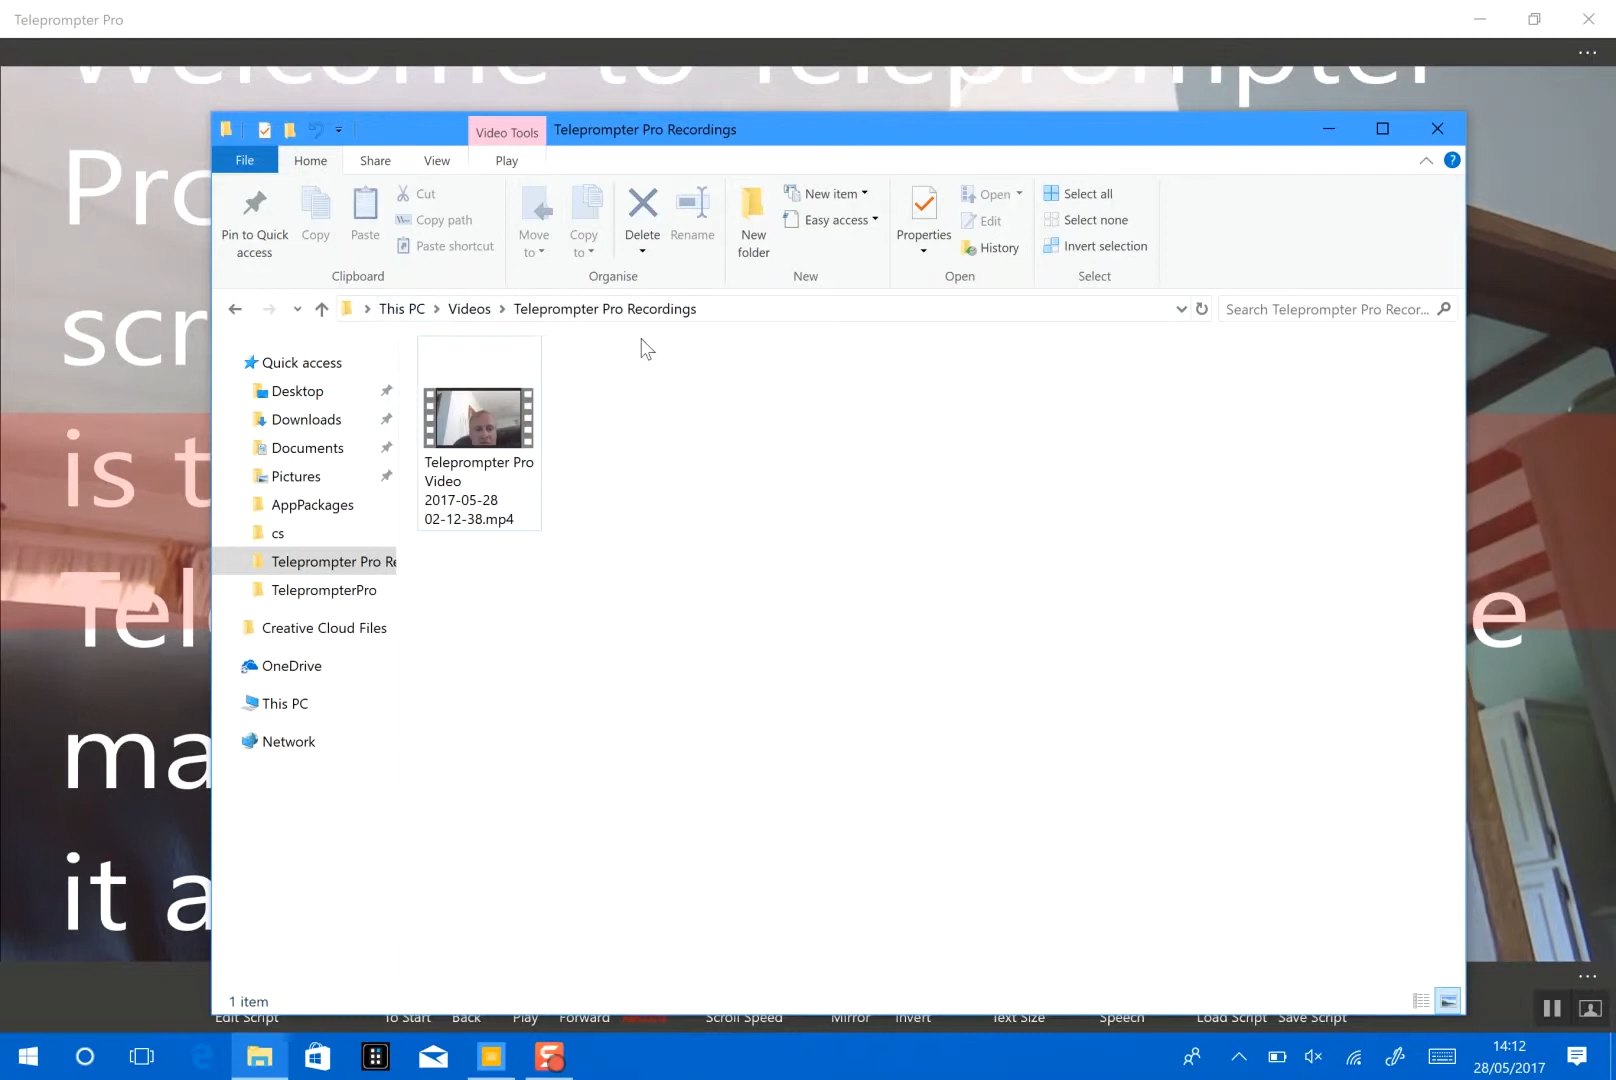 Teleprompter Pro
Welcome to Teleprompter
Video Tools
Teleprompter Pro Recordings
File
Home
Share
View
Play
Pin to Quick access
Copy
Paste
Cut
Copy path
Paste shortcut
Clipboard
Move to
Copy to
Delete
Rename
Organise
New folder
New item
Easy access
New
Properties
Open
Edit
History
Open
Select all
Select none
Invert selection
Select
This PC
Videos
Teleprompter Pro Recordings
Search Teleprompter Pro Recor...
Quick access
Desktop
Downloads
Documents
Pictures
AppPackages
cs
Teleprompter Pro Re
TeleprompterPro
Creative Cloud Files
OneDrive
This PC
Network
Teleprompter Pro
Video
2017-05-28
02-12-38.mp4
1 item
Pro
scr
is t
Tel
e
ma
it a
Edit Script
To Start
Back
Play
Forward
Scroll Speed
Mirror
Invert
Text Size
Speech
Load Script
Save Script
14:12
28/05/2017